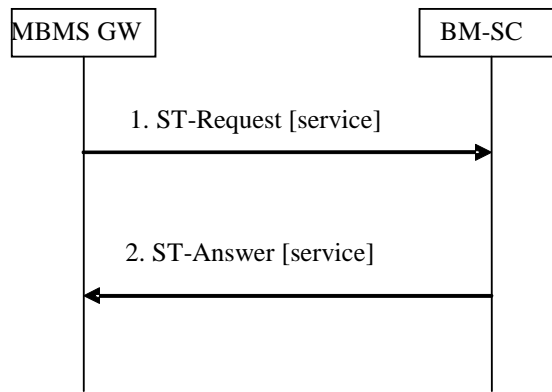 MBMS GW
BM-SC
1. ST-Request [service]
2. ST-Answer [service]